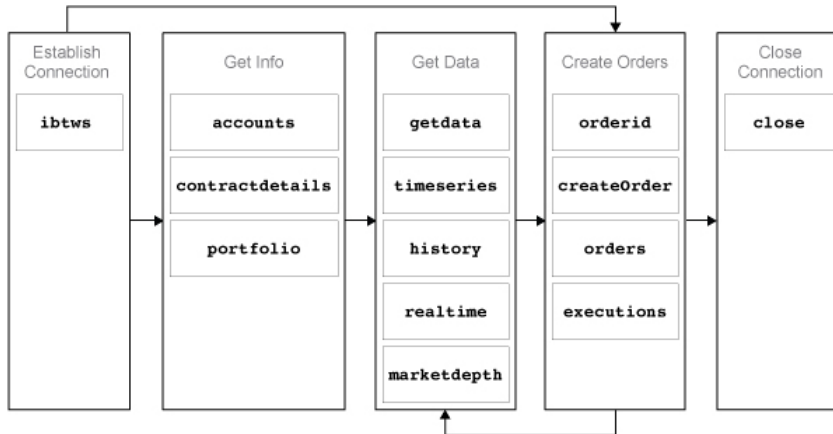 Establish
Connection
ibtws
Get Info
accounts
contractdetails
portfolio
Get Data
getdata
timeseries
history
realtime
marketdepth
Create Orders
orderid
createOrder
orders
executions
Close
Connection
close